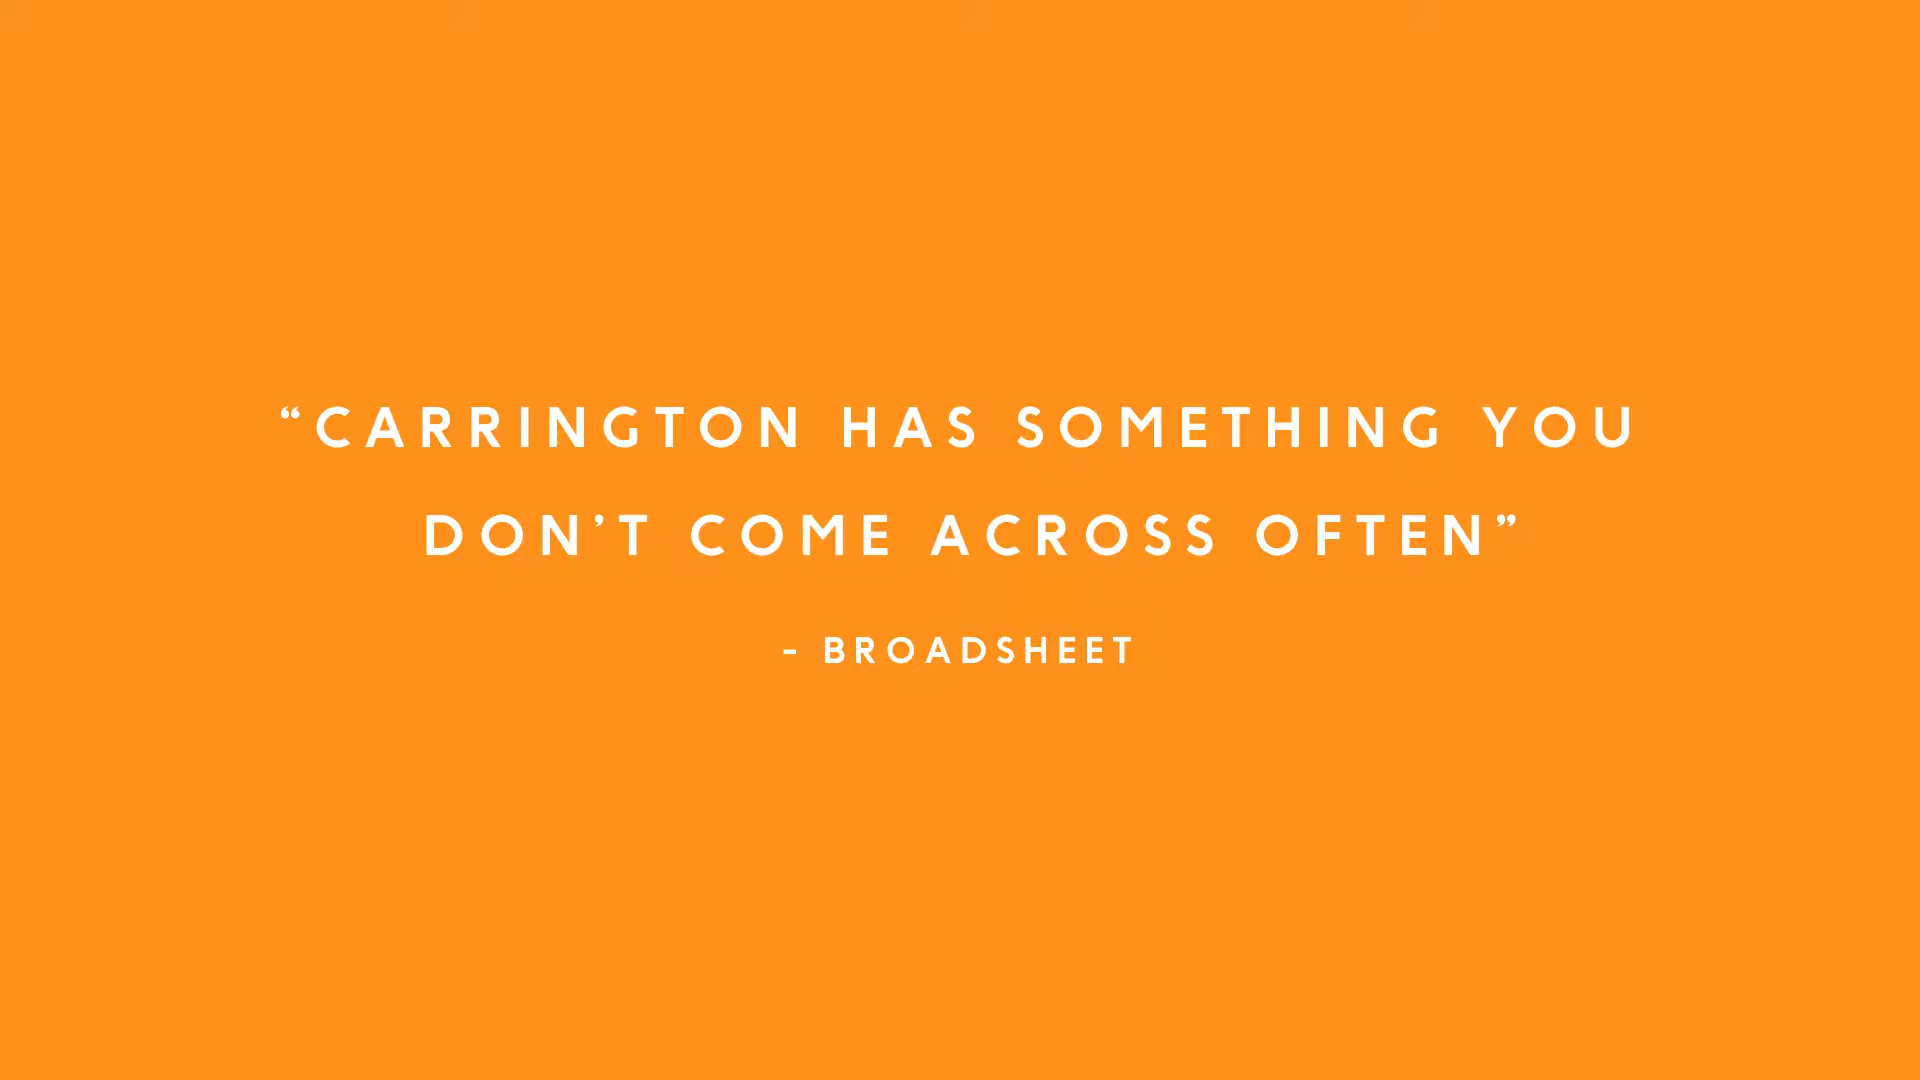 “CARRINGTON HAS SOMETHING YOU
DON’T COME ACROSS OFTEN”
- BROADSHEET